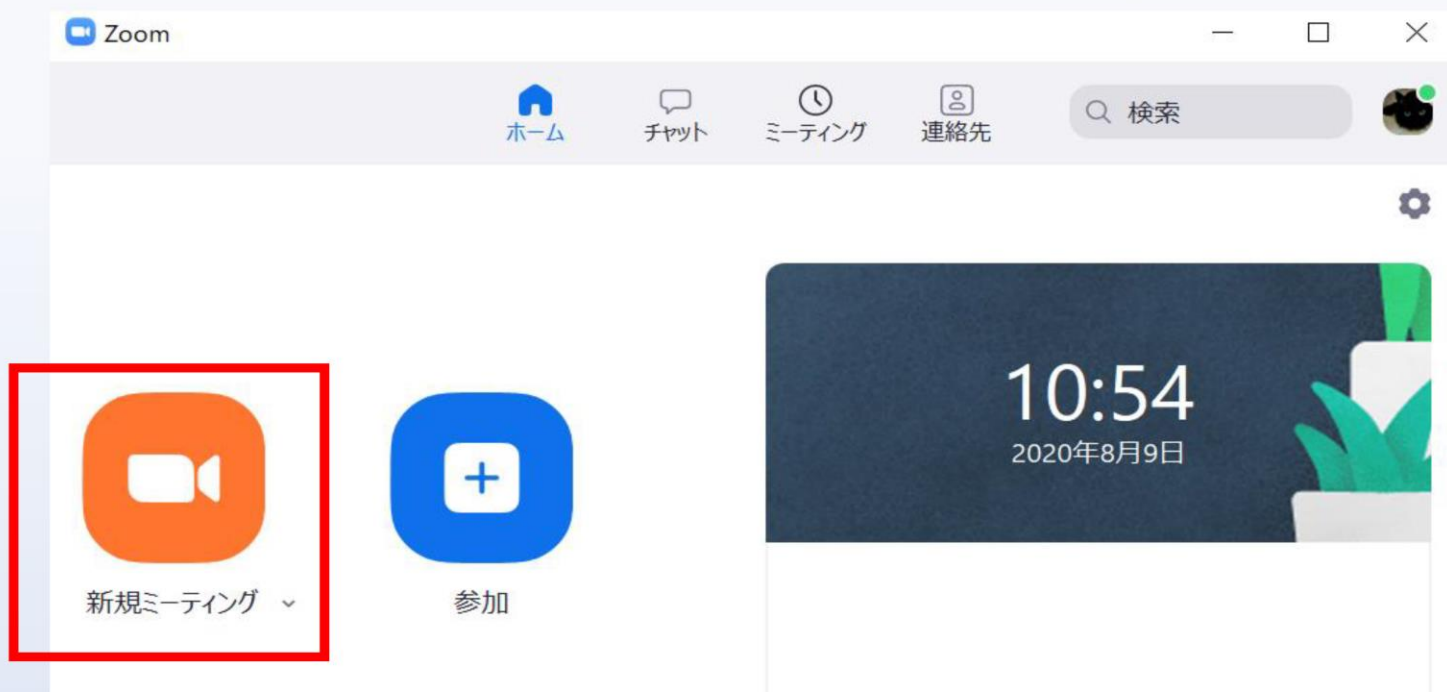 Zoom
ホーム
チャット
ミーティング
連絡先
検索
10:54
2020年8月9日
新規ミーティング
参加